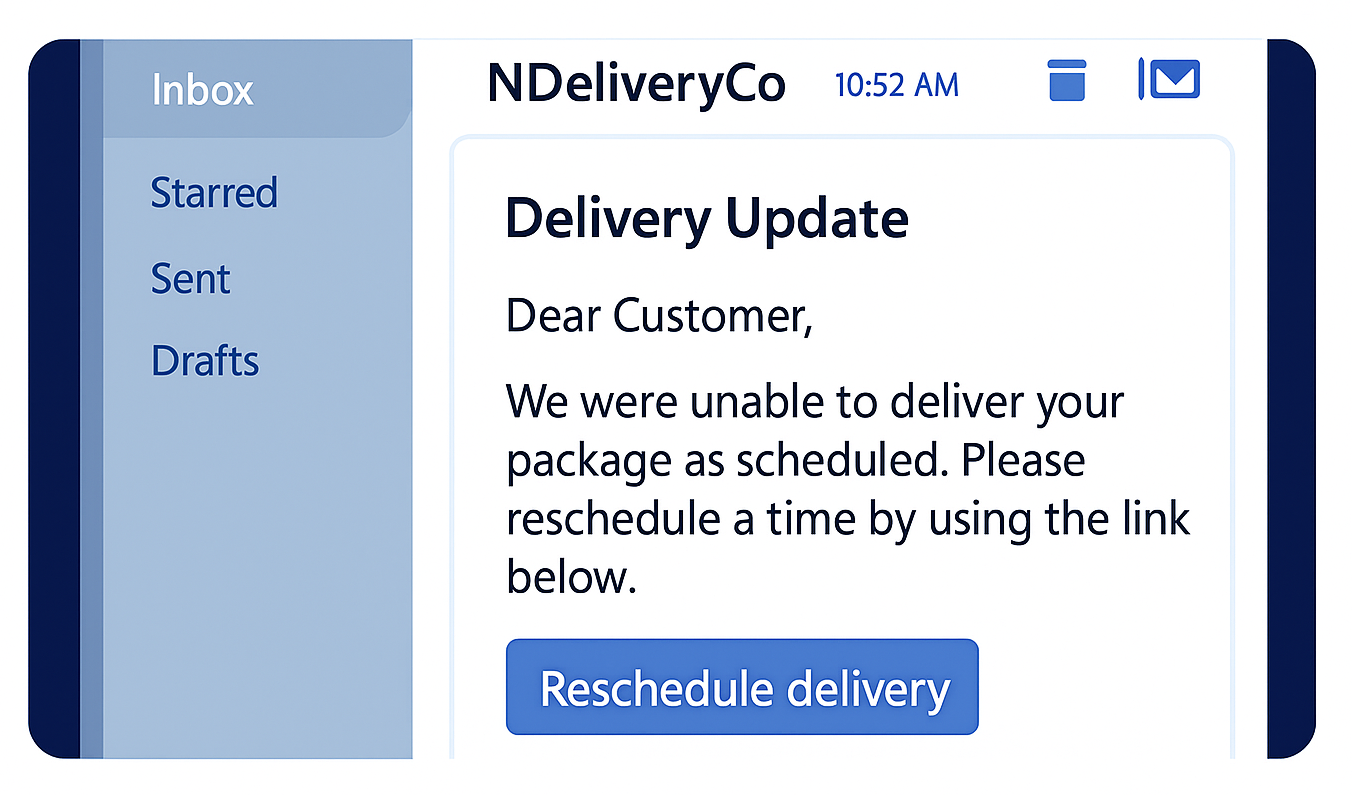 Inbox
Starred
Sent
Drafts
NDeliveryCo 10:52 AM
Delivery Update
Dear Customer,
We were unable to deliver your
package as scheduled. Please
reschedule a time by using the link
below.
Reschedule delivery